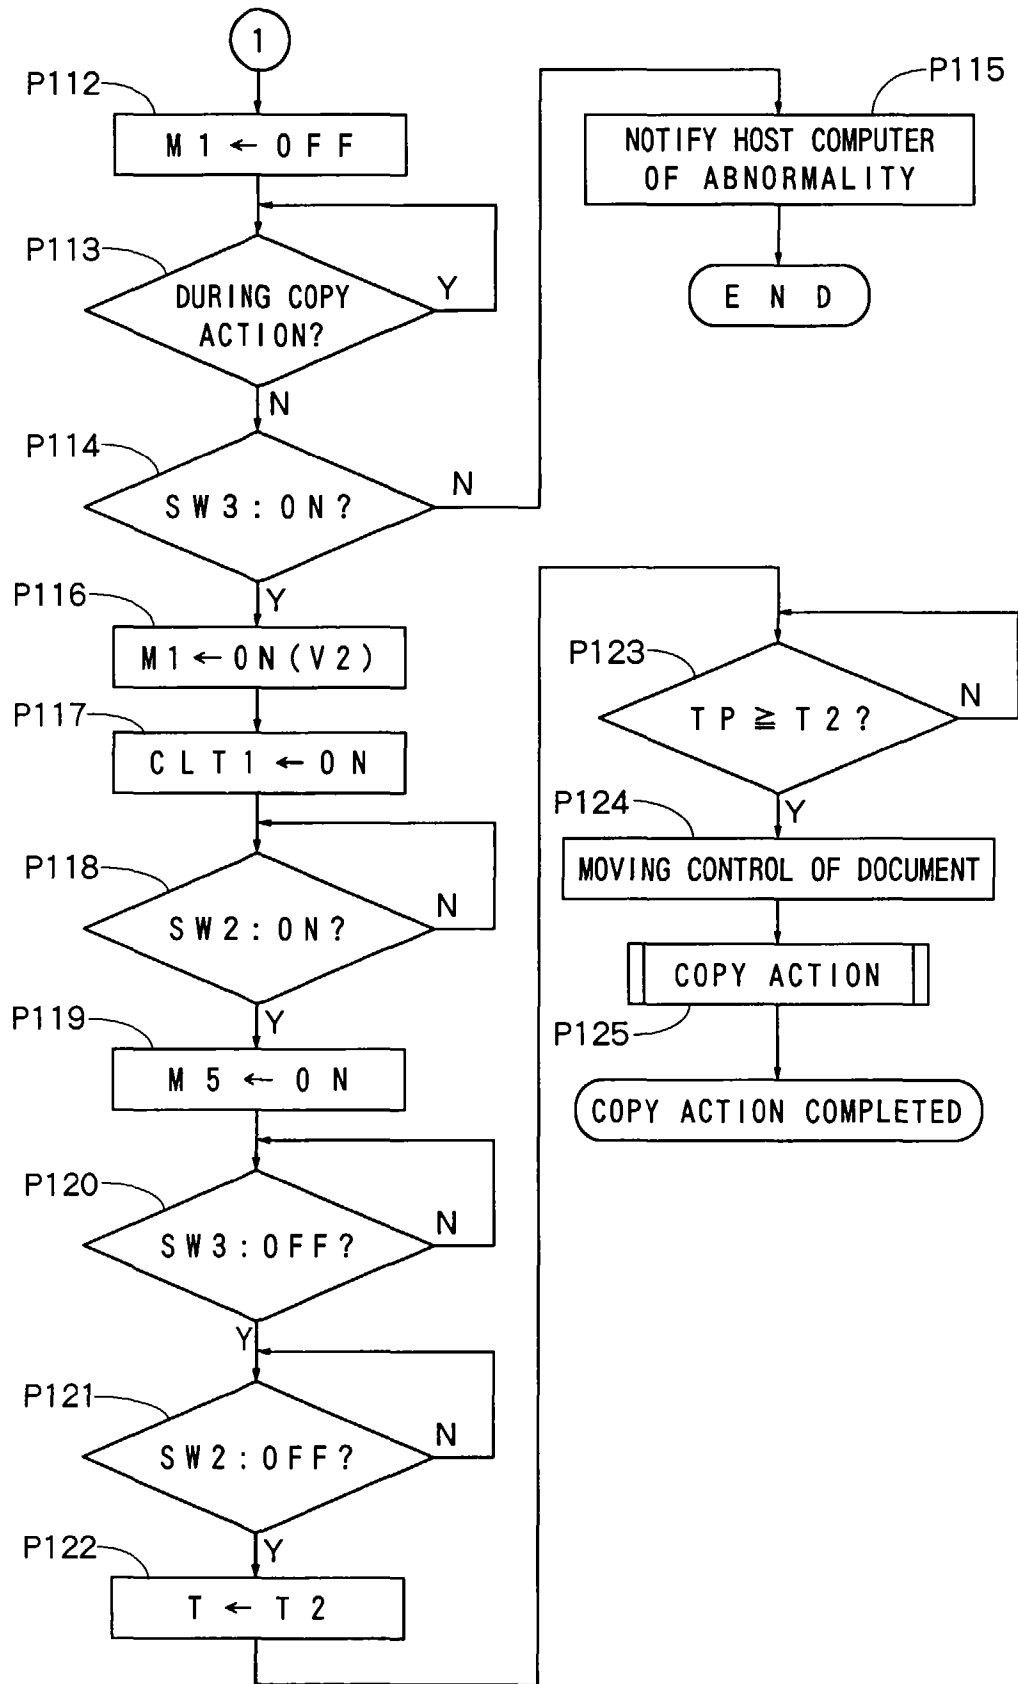 1
P112
M1 ← OFF
P113
DURING COPY
ACTION?
Y
N
P114
SW3:ON?
N
Y
P115
NOTIFY HOST COMPUTER
OF ABNORMALITY
END
P116
M1←ON(V2)
P117
CLT1 ← ON
P118
SW2:ON?
N
Y
P119
M5 ← ON
P120
SW3:OFF?
N
Y
P121
SW2:OFF?
N
Y
P122
T ← T2
P123
TP ≧ T2?
N
Y
P124
MOVING CONTROL OF DOCUMENT
COPY ACTION
P125
COPY ACTION COMPLETED